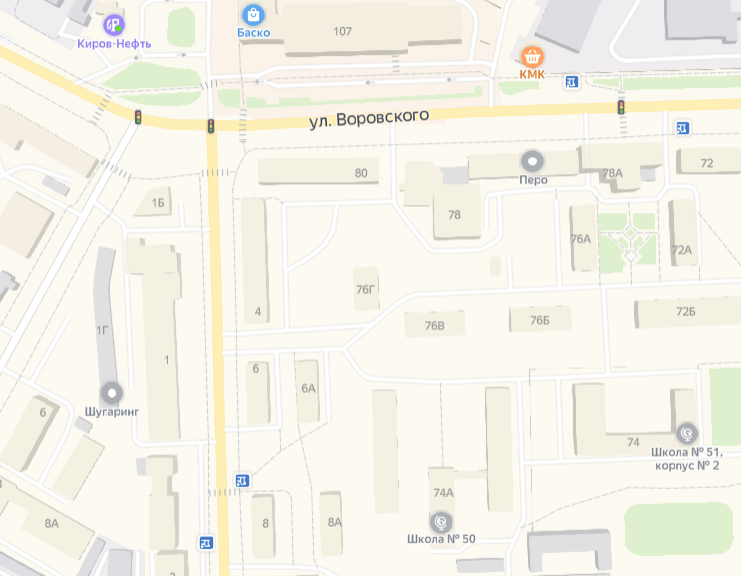 Киров-Нефть
Баско
107
КМК
ул. Воровского
80
Перо
78А
72
1Б
78
76А
72А
76Г
4
72Б
76В
76Б
1Г
1
6
6А
Шугаринг
6
74
Школа № 51,
корпус № 2
74А
8А
8
8А
Школа № 50